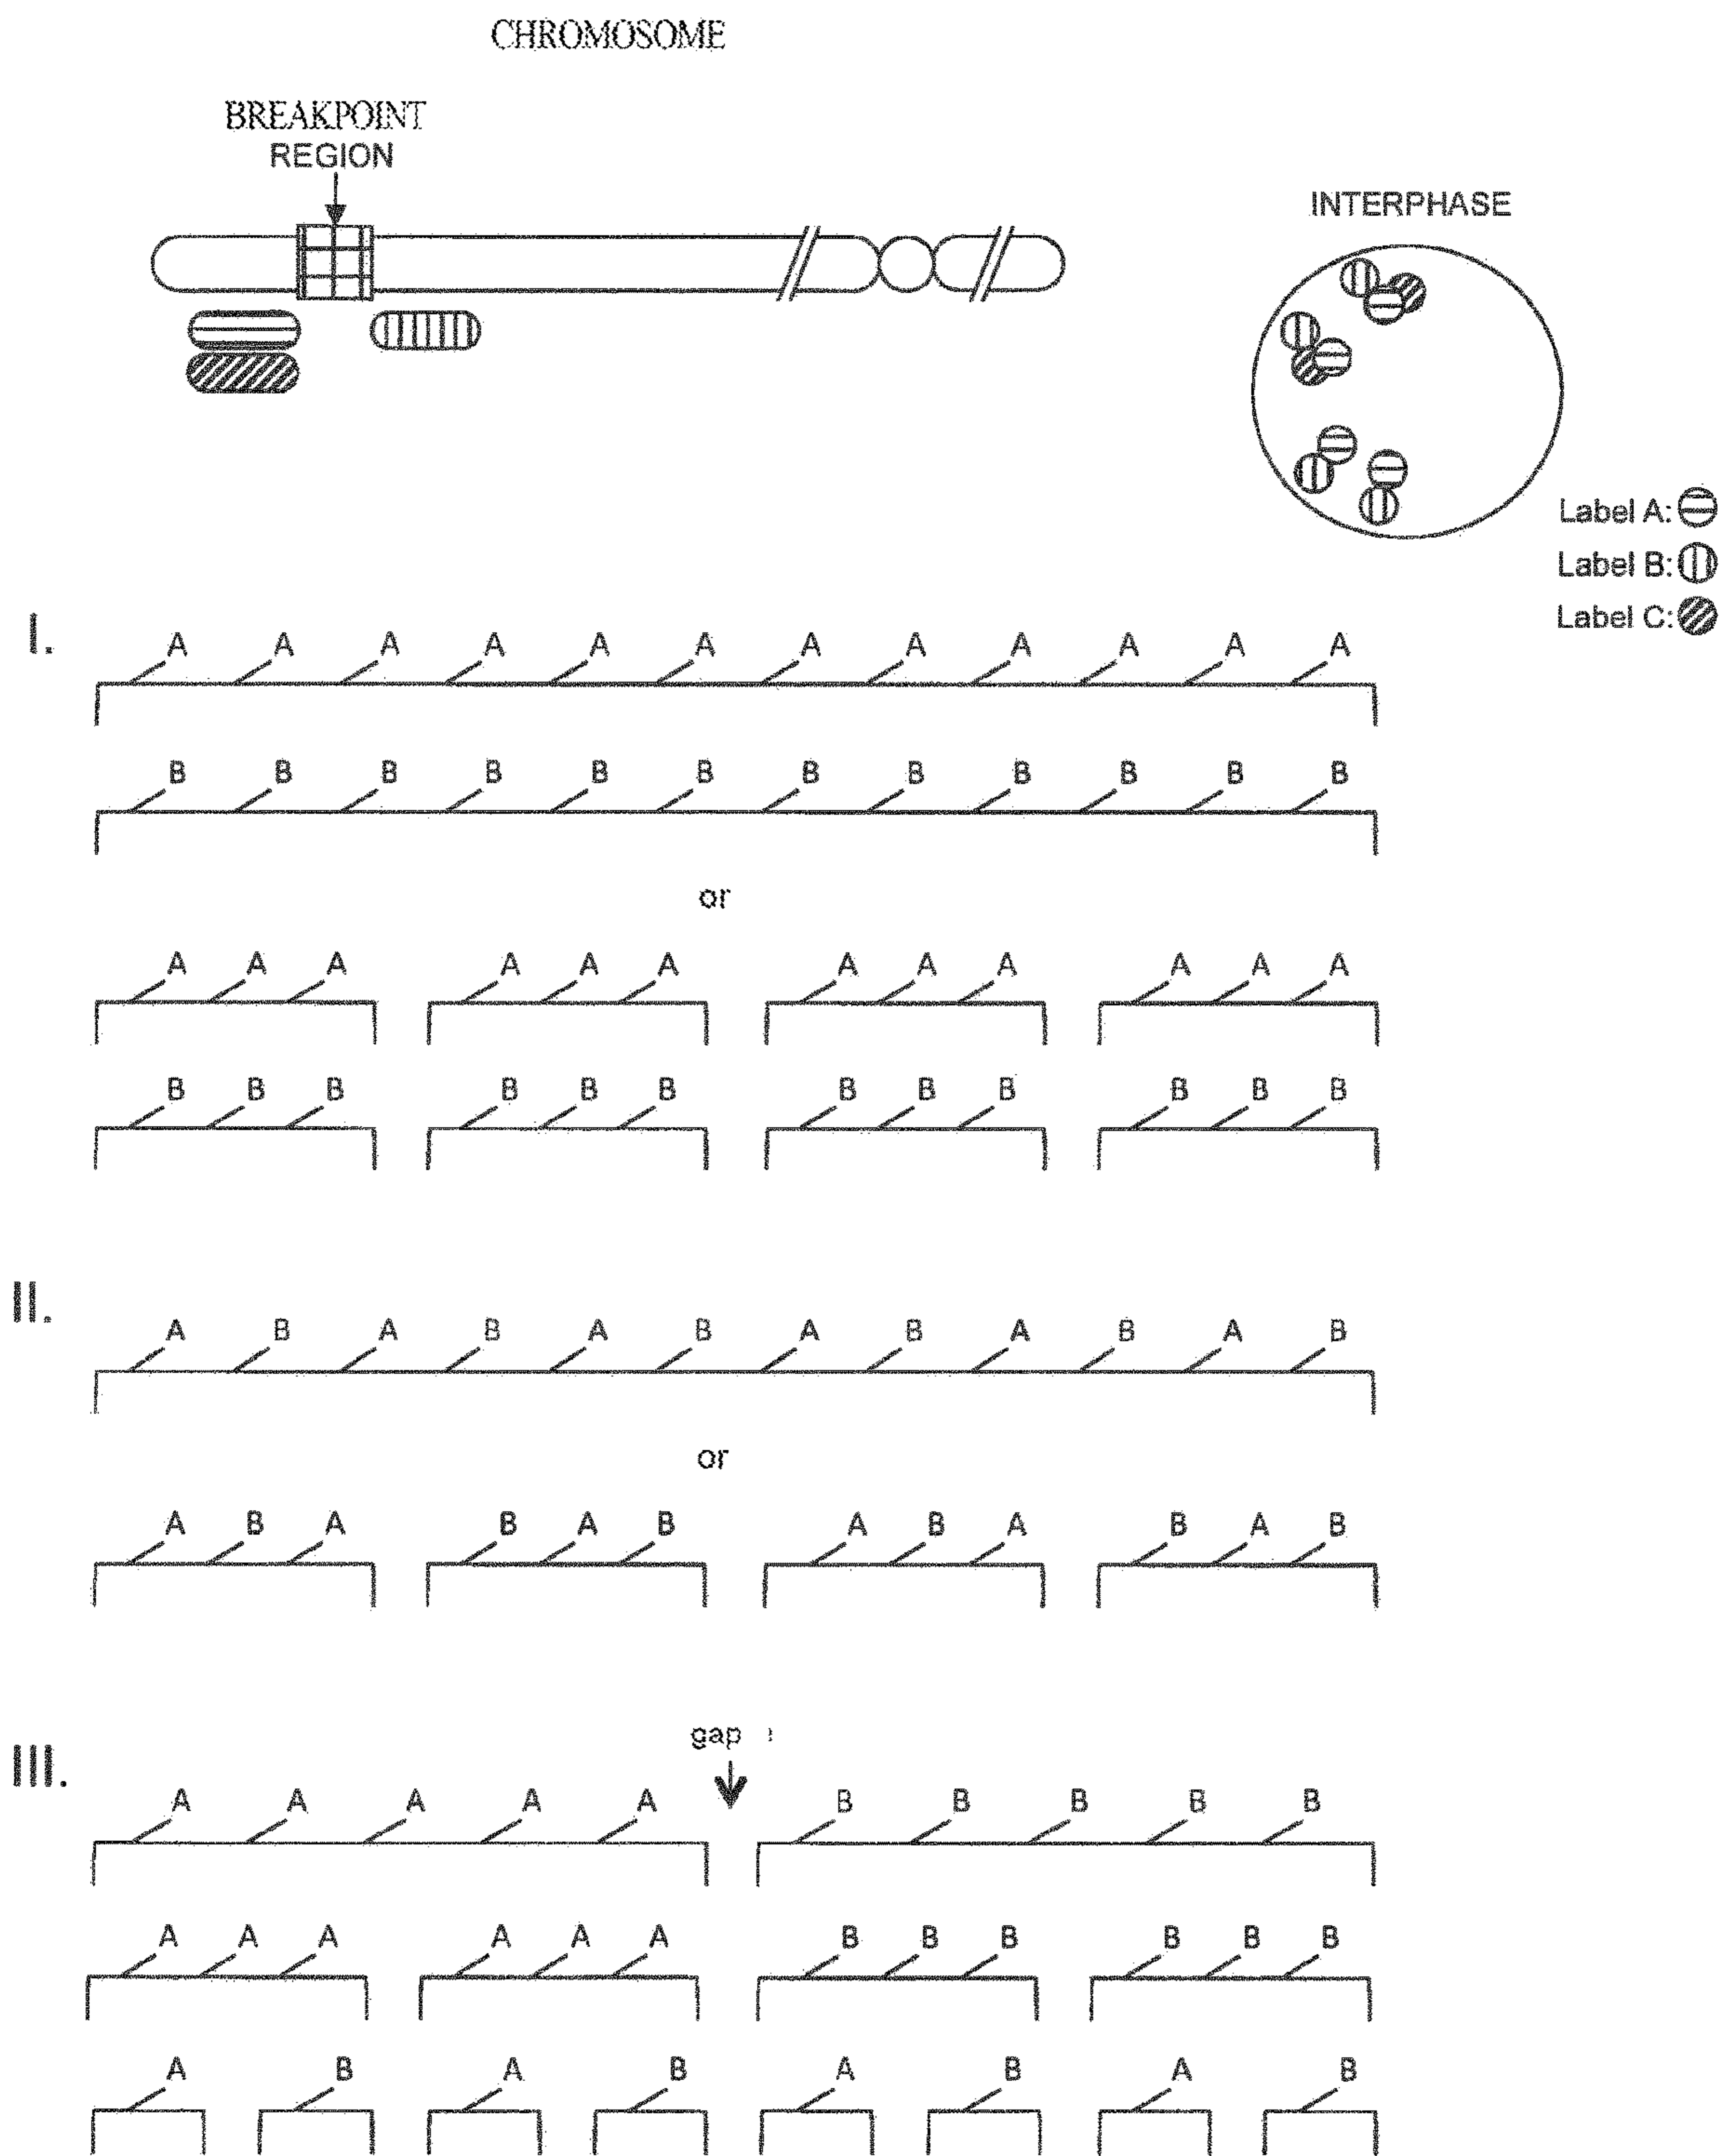 CHROMOSOME
BREAKPOINT
REGION
INTERPHASE
Label A:
Label B:
Label C:
I.
A A A A A A A A A A A A
B B B B B B B B B B B B
or
A A A A A A A A A A A A
B B B B B B B B B B B B
II.
A B A B A B A B A B A B
or
A B A B A B A B A B A B
gap
III.
A A A A A B B B B B
A A A A A A B B B B B B
A B A B A B A B